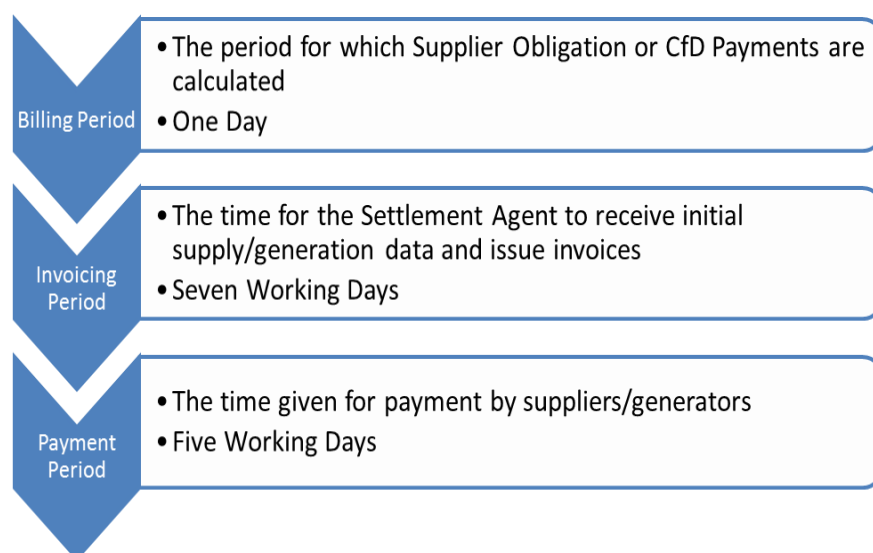 Billing Period
• The period for which Supplier Obligation or CfD Payments are
calculated
• One Day
Invoicing
Period
• The time for the Settlement Agent to receive initial
supply/generation data and issue invoices
• Seven Working Days
Payment
Period
• The time given for payment by suppliers/generators
• Five Working Days